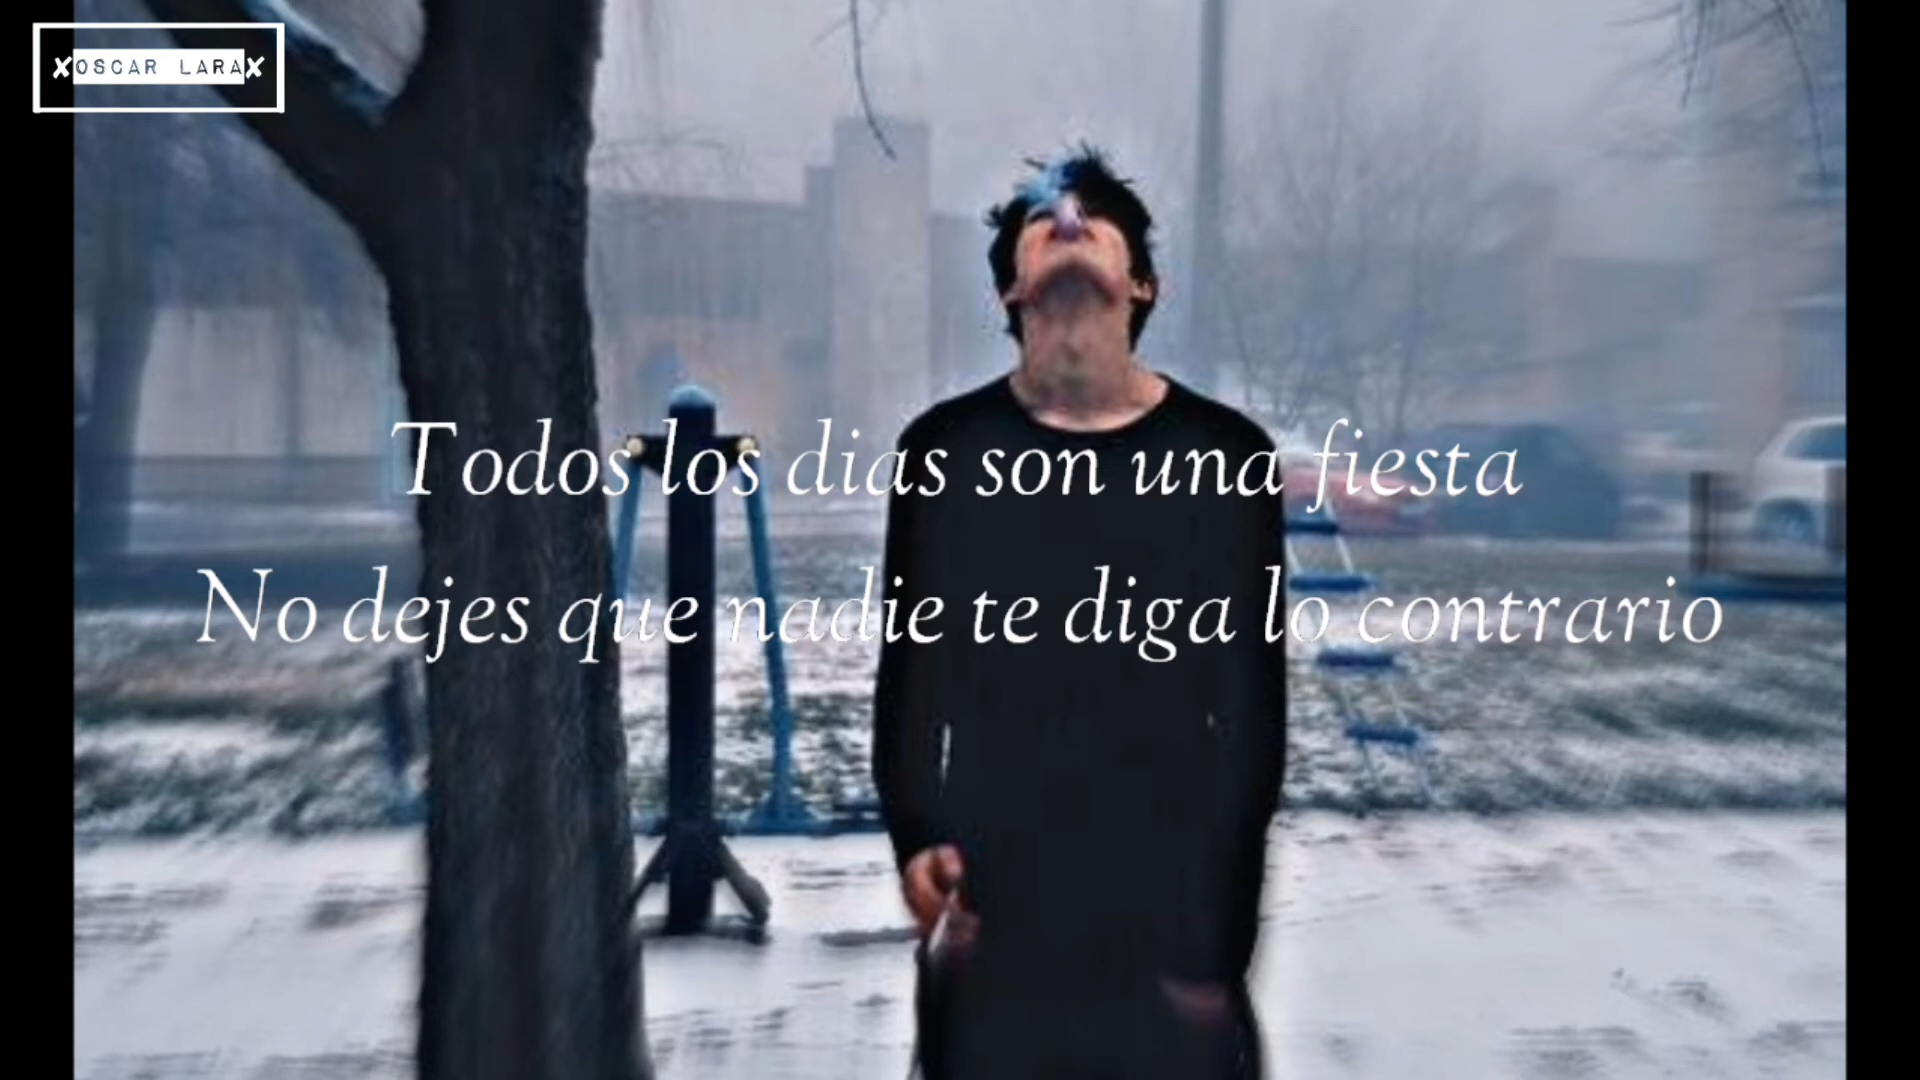 XOSCAR LARAX
Todos los dias son una fiesta
No dejes que nadie te diga lo contrario